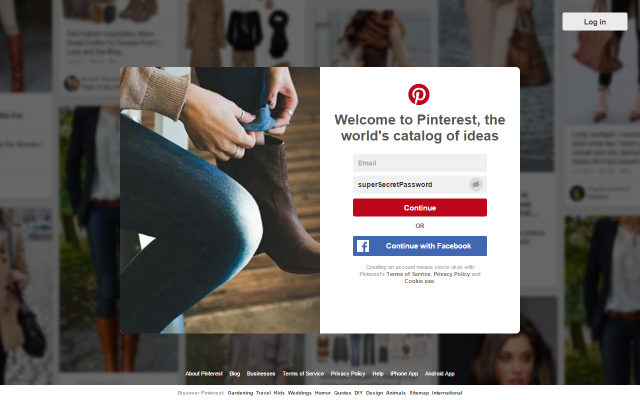 Log in
Welcome to Pinterest, the
world's catalog of ideas
Email
superSecretPassword
Continue
OR
Continue with Facebook
Creating an account means you're okay with
Pinterest's Terms of Service, Privacy Policy and
Cookie use.
About Pinterest Blog Businesses Terms of Service Privacy Policy Help iPhone App Android App
Discover Pinterest: Gardening Travel Kids Weddings Humor Quotes DIY Design Animals Sitemap International